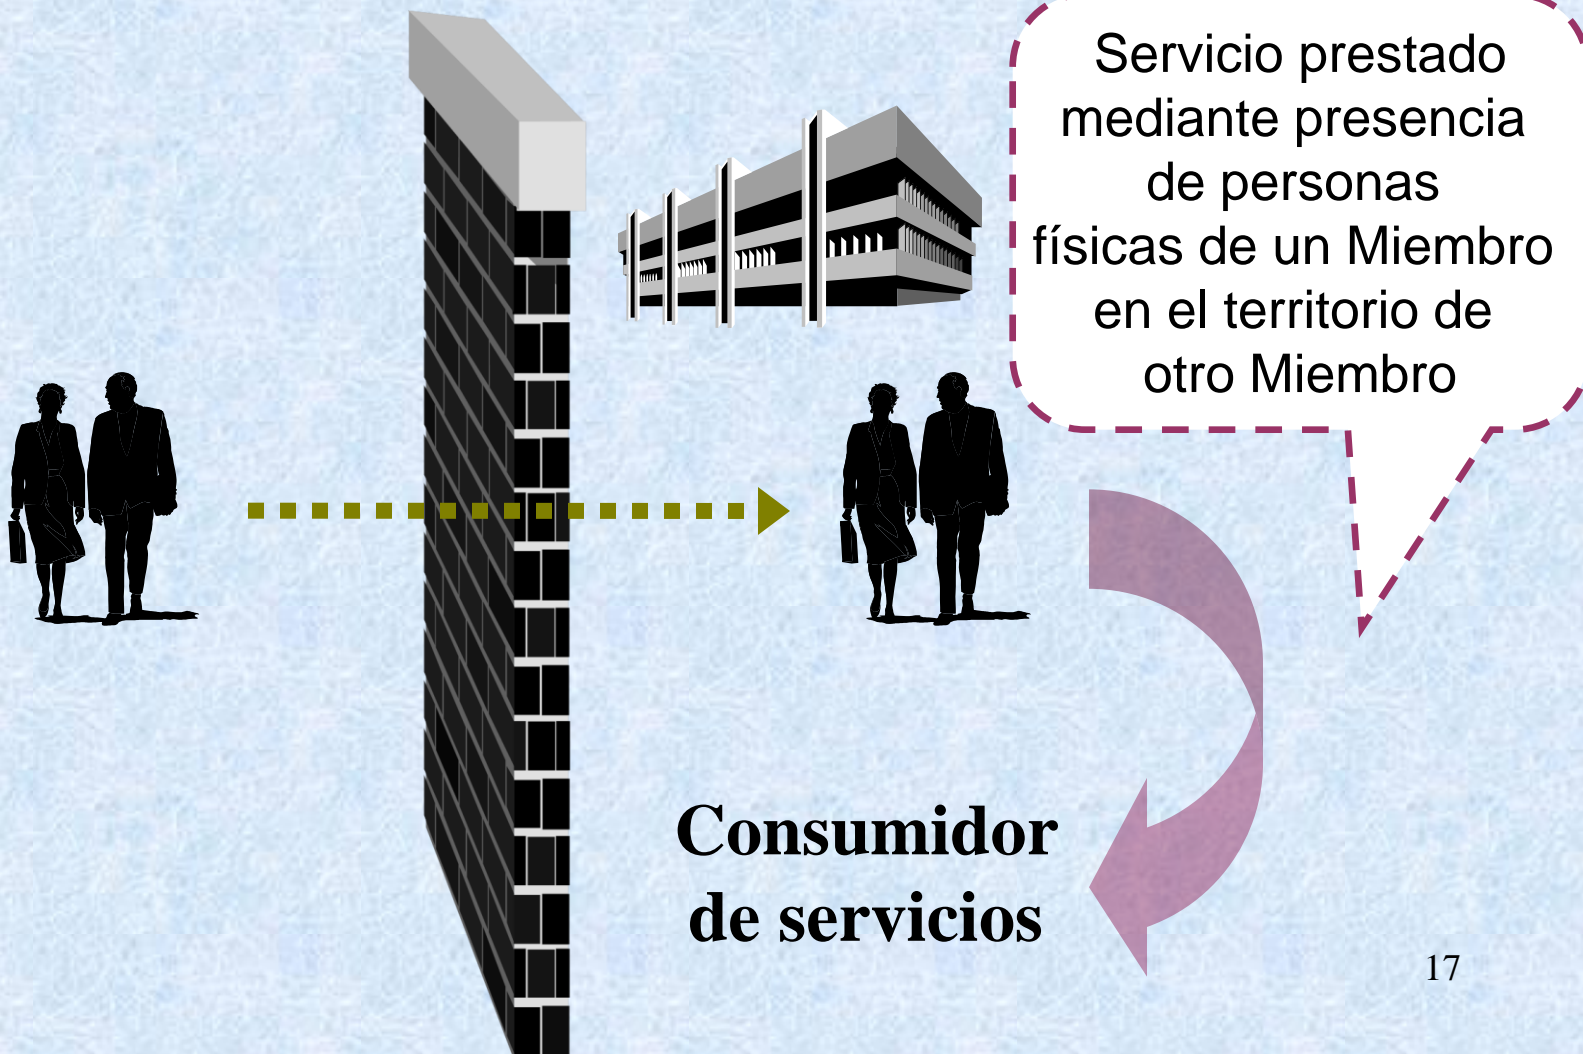 Servicio prestado
mediante presencia
de personas
físicas de un Miembro
en el territorio de
otro Miembro
Consumidor
de servicios
17